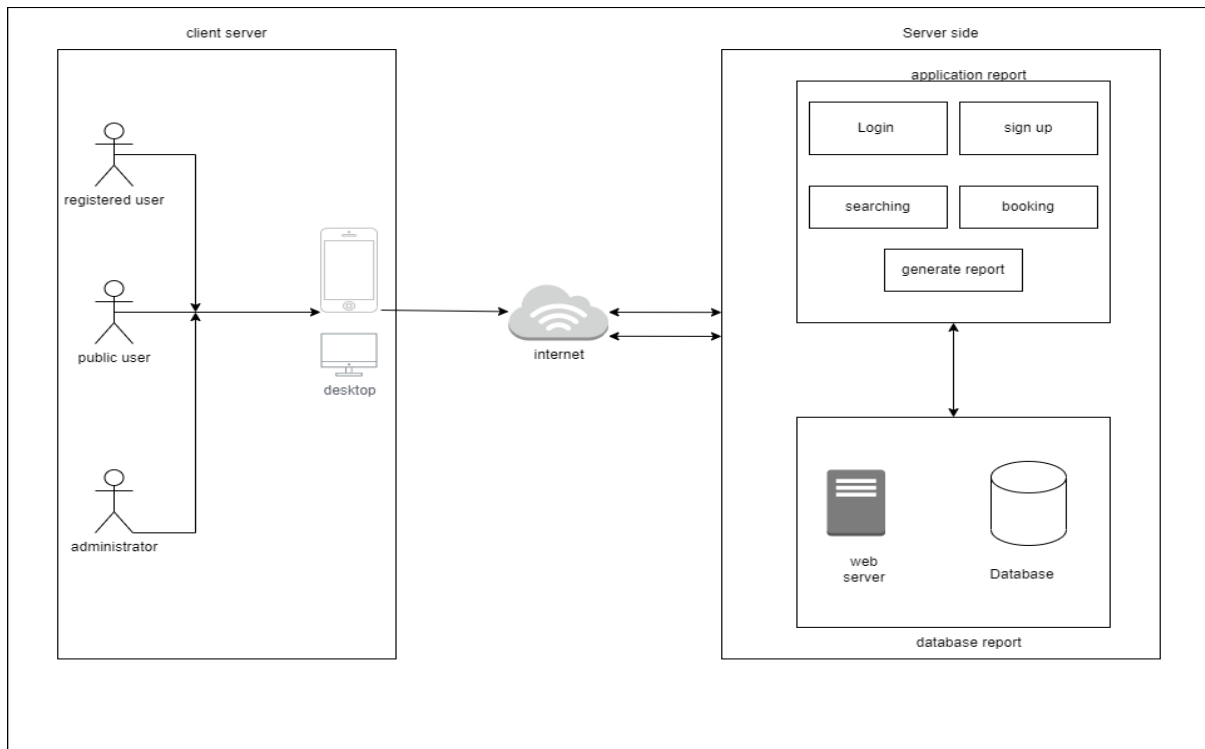 client server
Server side
application report
Login
sign up
registered user
searching
booking
generate report
public user
internet
desktop
administrator
web
server
Database
database report